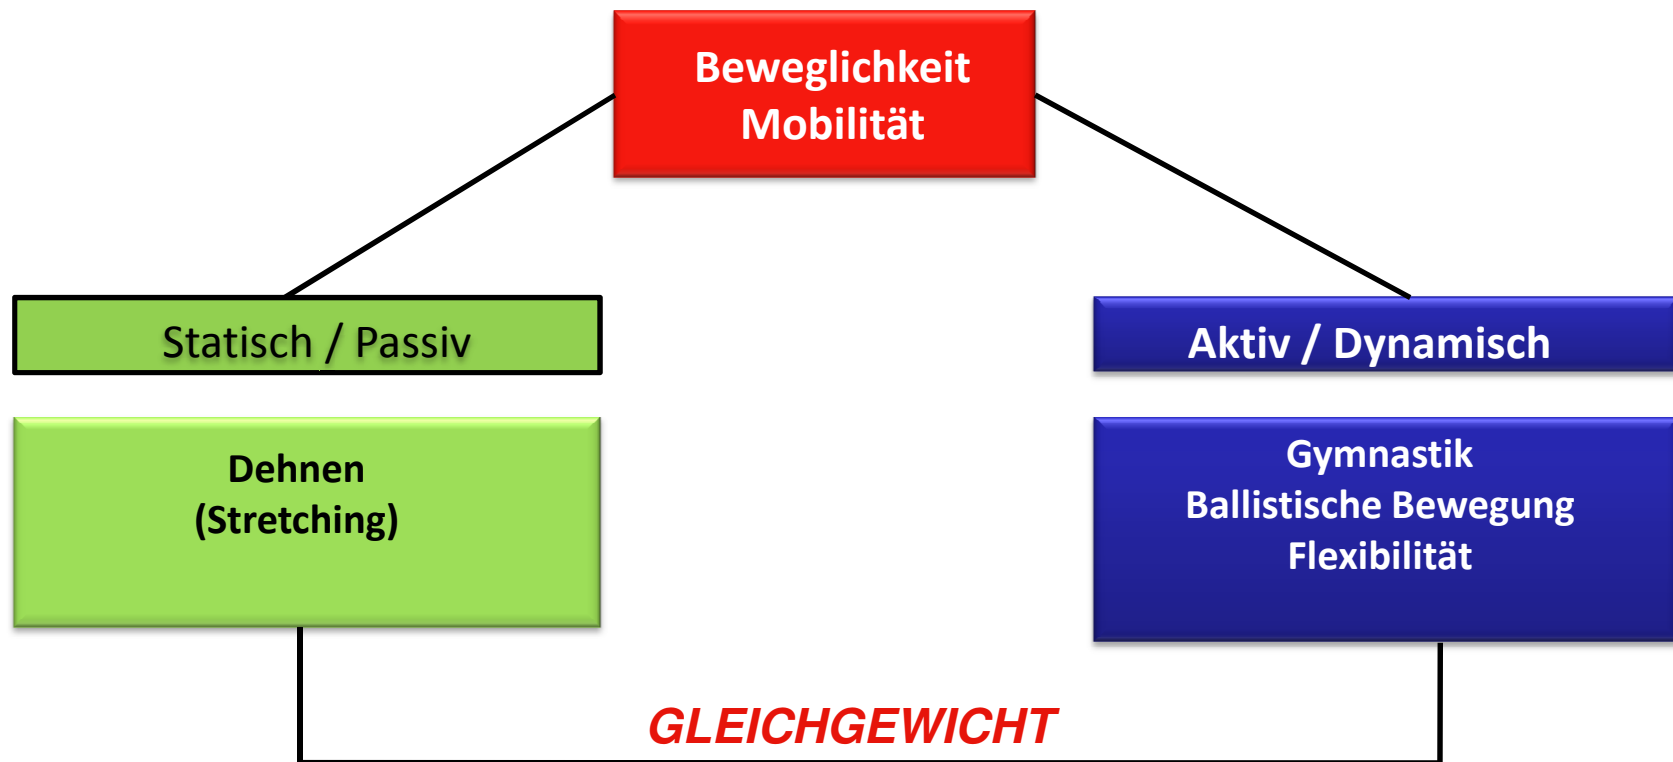 Beweglichkeit
Mobilität
Statisch / Passiv
Aktiv / Dynamisch
Dehnen
(Stretching)
Gymnastik
Ballistische Bewegung
Flexibilität
GLEICHGEWICHT